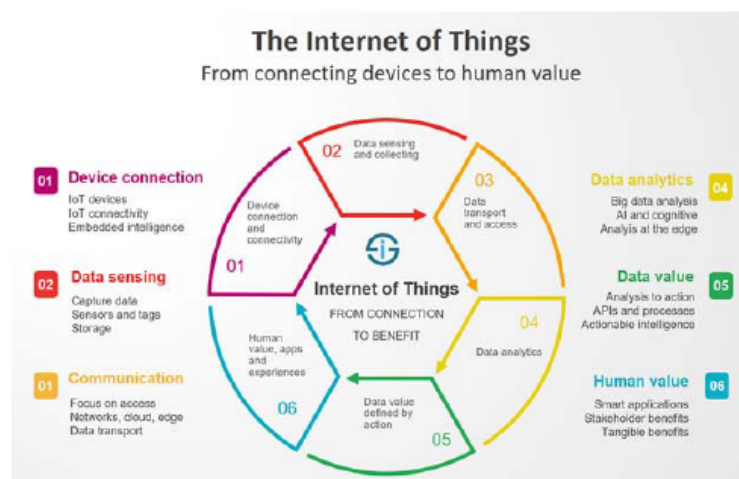 The Internet of Things
From connecting devices to human value
01 Device connection
IoT devices
IoT connectivity
Embedded intelligence
02 Data sensing
Capture data
Sensors and tags
Storage
01 Communication
Focus on access
Networks, cloud, edge
Data transport
02 Data sensing
and collecting
03
Data
transport
and access
Device
connection
and
connectivity
01
Internet of Things
FROM CONNECTION
TO BENEFIT
04
Data analytics
Human
value, apps
and
experiences
06
Data value
defined by
action
05
Data analytics 04
Big data analysis
AI and cognitive
Analyis at the edge
Data value 05
Analysis to action
APIs and processes
Actionable intelligence
Human value 06
Smart applications
Stakeholder benefits
Tangible benefits